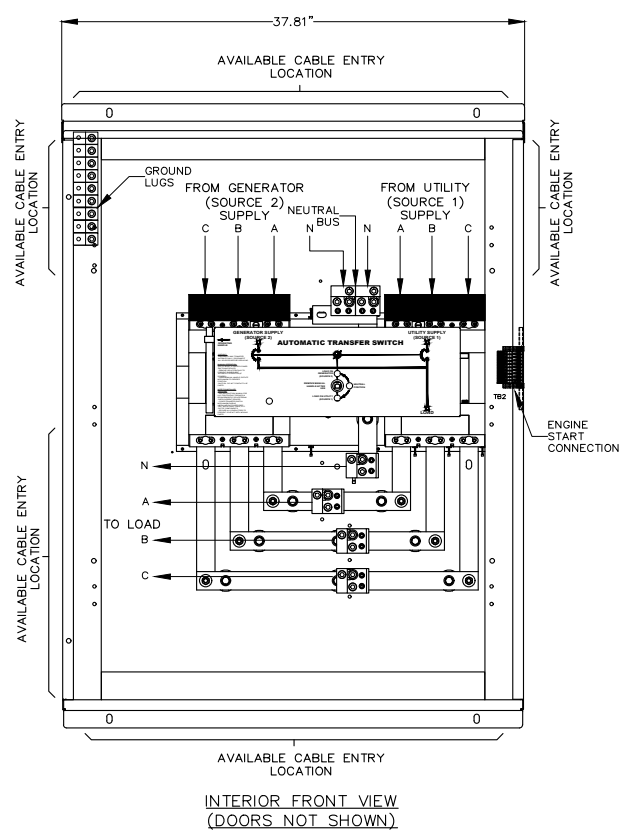 37.81"
AVAILABLE CABLE ENTRY
LOCATION
AVAILABLE CABLE ENTRY
LOCATION
AVAILABLE CABLE ENTRY
LOCATION
GROUND
LUGS
FROM GENERATOR
(SOURCE 2)
SUPPLY
NEUTRAL
BUS
FROM UTILITY
(SOURCE 1)
SUPPLY
C B A N N A B C
GENERATOR SUPPLY
(SOURCE 2)
UTILITY SUPPLY
(SOURCE 1)
AUTOMATIC TRANSFER SWITCH
LOAD
TB2
ENGINE
START
CONNECTION
N
A
TO LOAD
B
C
AVAILABLE CABLE ENTRY
LOCATION
AVAILABLE CABLE ENTRY
LOCATION
INTERIOR FRONT VIEW
(DOORS NOT SHOWN)